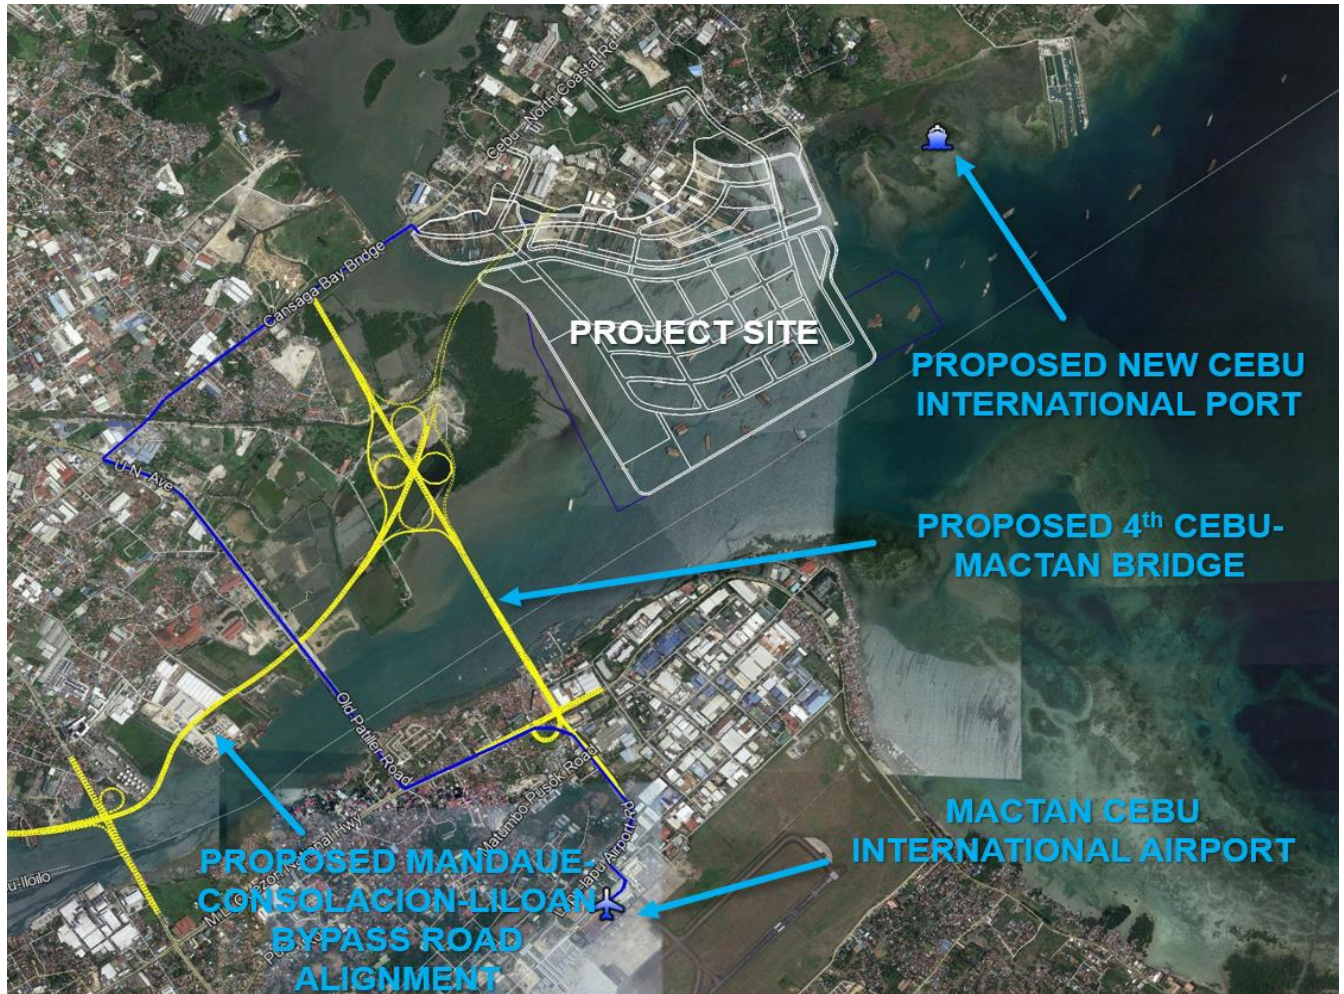 Cebu - North Coastal Rd
Cansaga Bay Bridge
PROJECT SITE
PROPOSED NEW CEBU
INTERNATIONAL PORT
U.N. Ave
PROPOSED 4th CEBU-
MACTAN BRIDGE
Old Patiller Road
Matumbo-Pusok Road
MACTAN CEBU
INTERNATIONAL AIRPORT
Airport Rd
PROPOSED MANDAUE-
CONSOLACION-LILOAN
BYPASS ROAD
ALIGNMENT
u-Iloilo